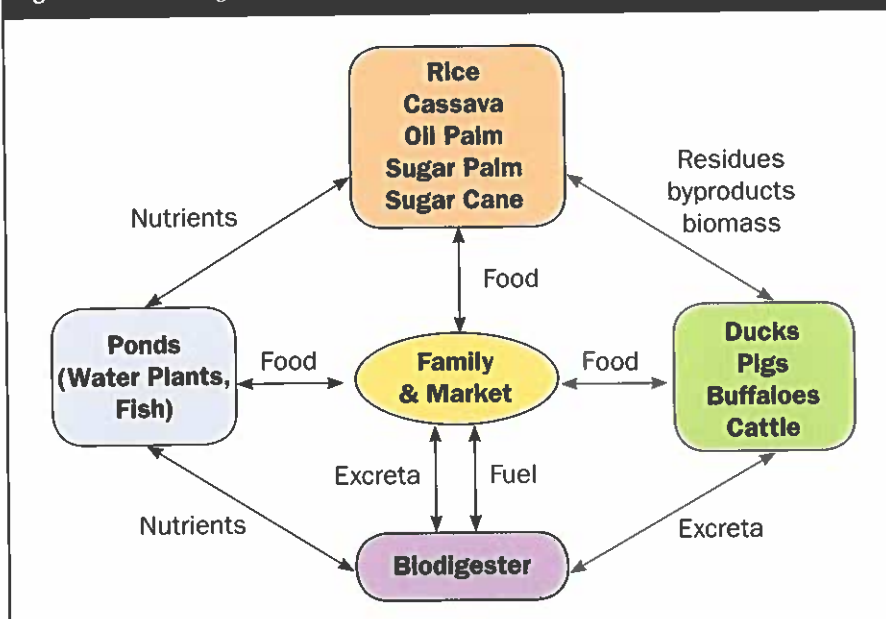 Rice
Cassava
Oil Palm
Sugar Palm
Sugar Cane
Residues
byproducts
biomass
Nutrients
Food
Ponds
(Water Plants,
Fish)
Food
Family
& Market
Food
Ducks
Pigs
Buffaloes
Cattle
Excreta
Fuel
Nutrients
Excreta
Biodigester